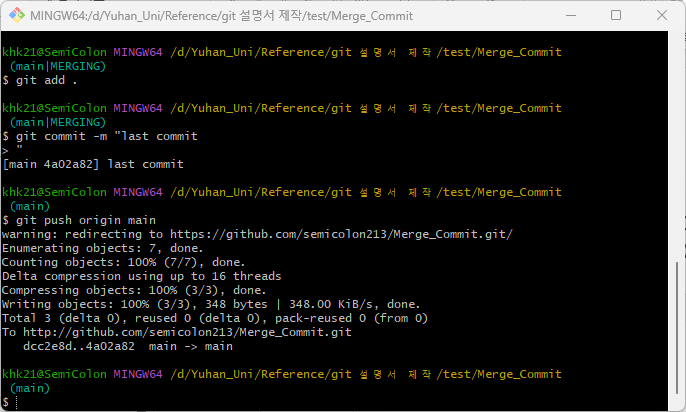 MINGW64:/d/Yuhan_Uni/Reference/git 설명서 제작/test/Merge_Commit
khk21@SemiColon MINGW64 /d/Yuhan_Uni/Reference/git 설명서 제작/test/Merge_Commit
(main|MERGING)
$ git add .
khk21@SemiColon MINGW64 /d/Yuhan_Uni/Reference/git 설명서 제작/test/Merge_Commit
(main|MERGING)
$ git commit -m "last commit
> "
[main 4a02a82] last commit
khk21@SemiColon MINGW64 /d/Yuhan_Uni/Reference/git 설명서 제작/test/Merge_Commit
(main)
$ git push origin main
warning: redirecting to https://github.com/semicolon213/Merge_Commit.git/
Enumerating objects: 7, done.
Counting objects: 100% (7/7), done.
Delta compression using up to 16 threads
Compressing objects: 100% (3/3), done.
Writing objects: 100% (3/3), 348 bytes | 348.00 KiB/s, done.
Total 3 (delta 0), reused 0 (delta 0), pack-reused 0 (from 0)
To http://github.com/semicolon213/Merge_Commit.git
dcc2e8d..4a02a82  main -> main
khk21@SemiColon MINGW64 /d/Yuhan_Uni/Reference/git 설명서 제작/test/Merge_Commit
(main)
$